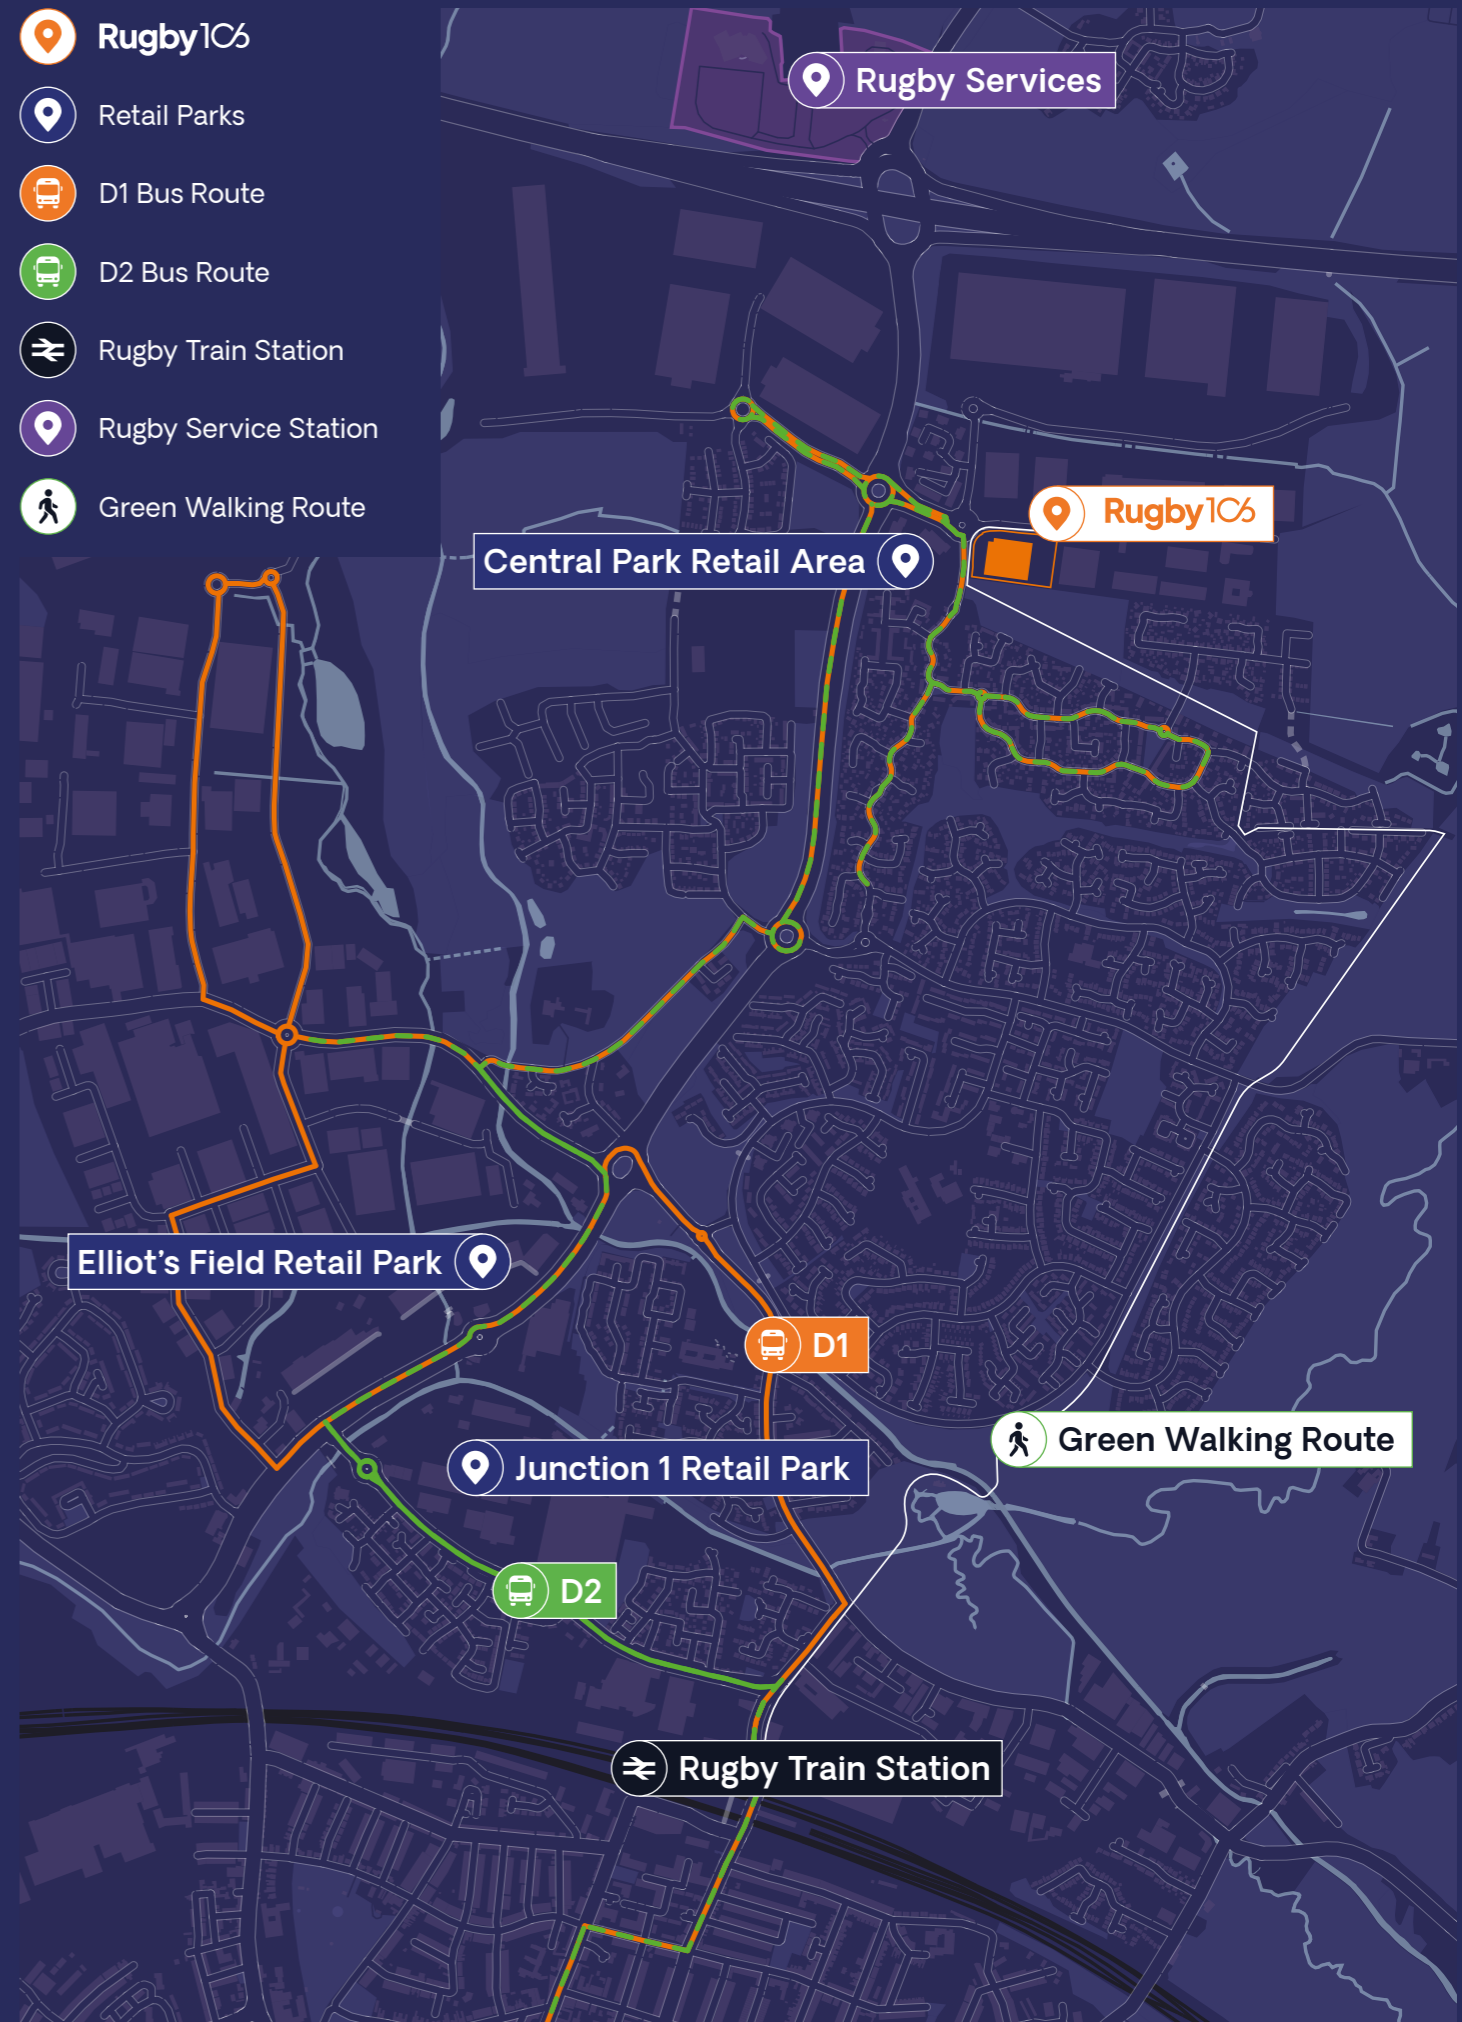 Rugby106
Retail Parks
D1 Bus Route
D2 Bus Route
Rugby Train Station
Rugby Service Station
Green Walking Route
Rugby Services
Rugby106
Central Park Retail Area
Elliot’s Field Retail Park
D1
Green Walking Route
Junction 1 Retail Park
D2
Rugby Train Station